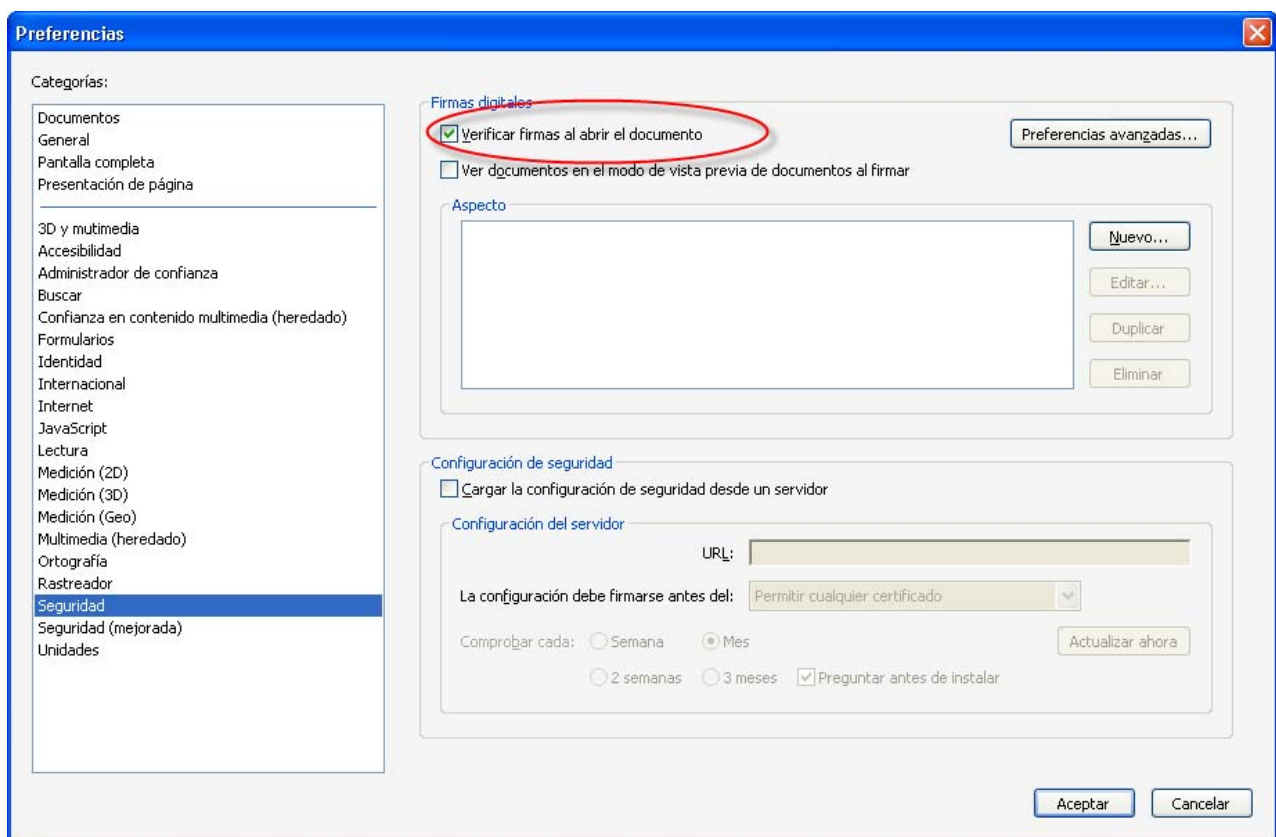 Preferencias
Categorías:
Documentos
General
Pantalla completa
Presentación de página
3D y mutimedia
Accesibilidad
Administrador de confianza
Buscar
Confianza en contenido multimedia (heredado)
Formularios
Identidad
Internacional
Internet
JavaScript
Lectura
Medición (2D)
Medición (3D)
Medición (Geo)
Multimedia (heredado)
Ortografía
Rastreador
Seguridad
Seguridad (mejorada)
Unidades
Firmas digitales
Verificar firmas al abrir el documento
Preferencias avanzadas...
Ver documentos en el modo de vista previa de documentos al firmar
Aspecto
Nuevo...
Editar...
Duplicar
Eliminar
Configuración de seguridad
Cargar la configuración de seguridad desde un servidor
Configuración del servidor
URL:
La configuración debe firmarse antes del: Permitir cualquier certificado
Comprobar cada: Semana Mes Actualizar ahora
2 semanas 3 meses Preguntar antes de instalar
Aceptar Cancelar